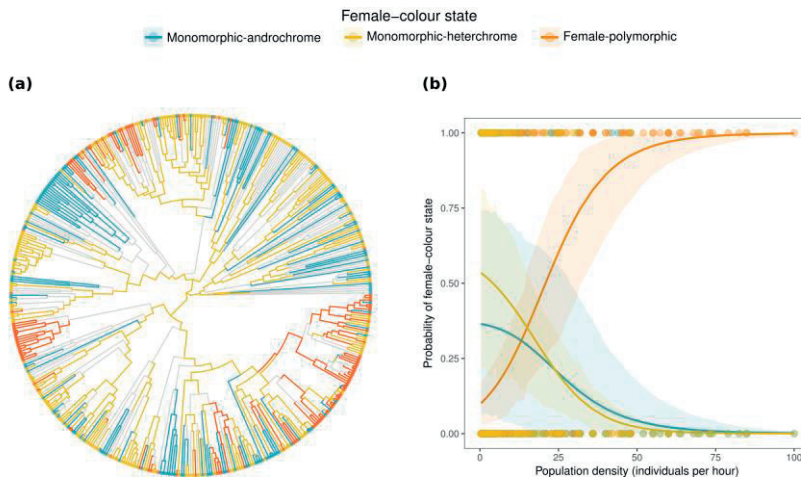 Female−colour state
Monomorphic-androchrome
Monomorphic-heterchrome
Female-polymorphic
(a)
(b)
1.00
0.75
0.50
0.25
0.00
Probability of female−colour state
0
25
50
75
100
Population density (individuals per hour)